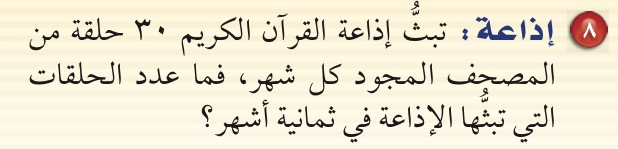 ٨ إذاعة: تبثُّ إذاعة القرآن الكريم ٣٠ حلقة من
المصحف المجود كل شهر، فما عدد الحلقات
التي تبثُّها الإذاعة في ثمانية أشهر؟